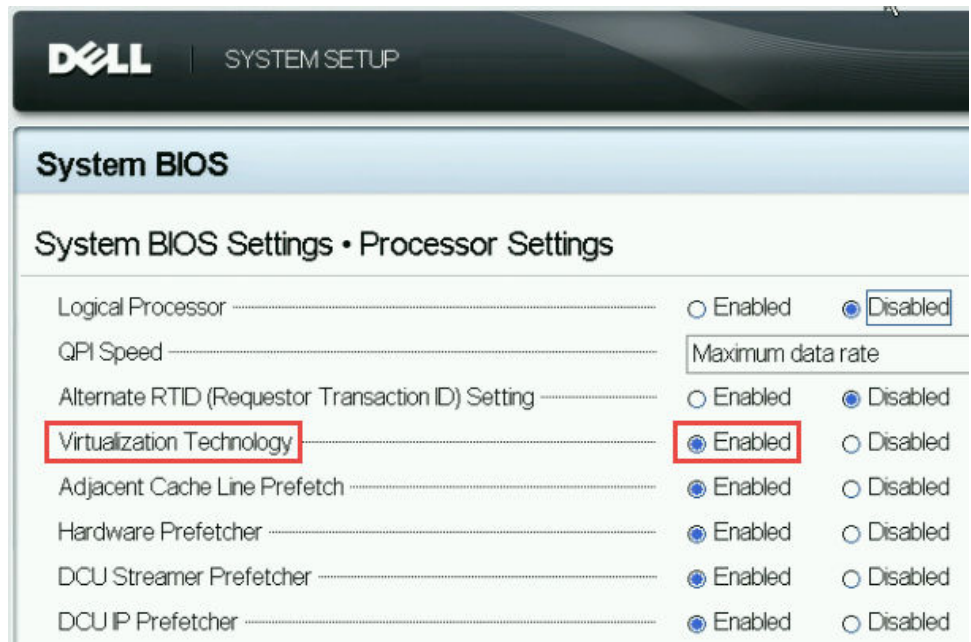 DELL SYSTEM SETUP
System BIOS
System BIOS Settings • Processor Settings
Logical Processor Enabled Disabled
QPI Speed Maximum data rate
Alternate RTID (Requestor Transaction ID) Setting Enabled Disabled
Virtualization Technology Enabled Disabled
Adjacent Cache Line Prefetch Enabled Disabled
Hardware Prefetcher Enabled Disabled
DCU Streamer Prefetcher Enabled Disabled
DCU IP Prefetcher Enabled Disabled